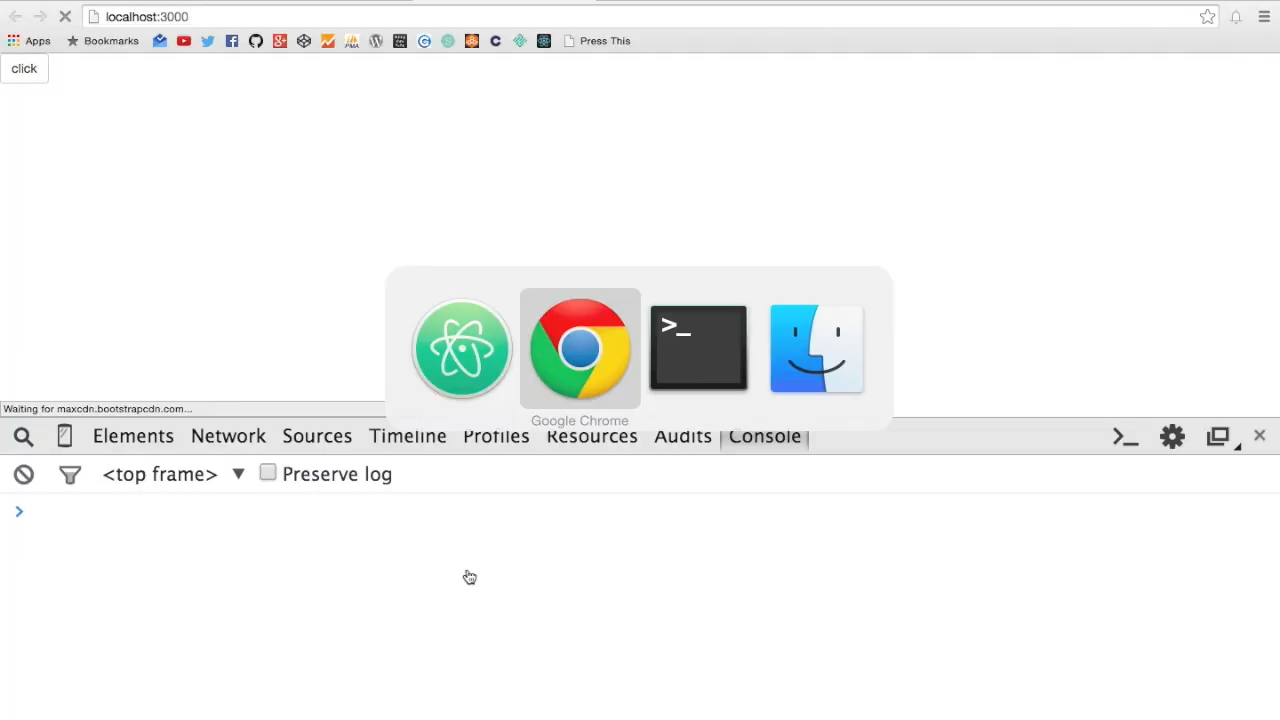 localhost:3000
Apps Bookmarks Press This
click
>_
Google Chrome
Waiting for maxcdn.bootstrapcdn.com...
Elements Network Sources Timeline Profiles Resources Audits Console
<top frame> ▼ Preserve log
>